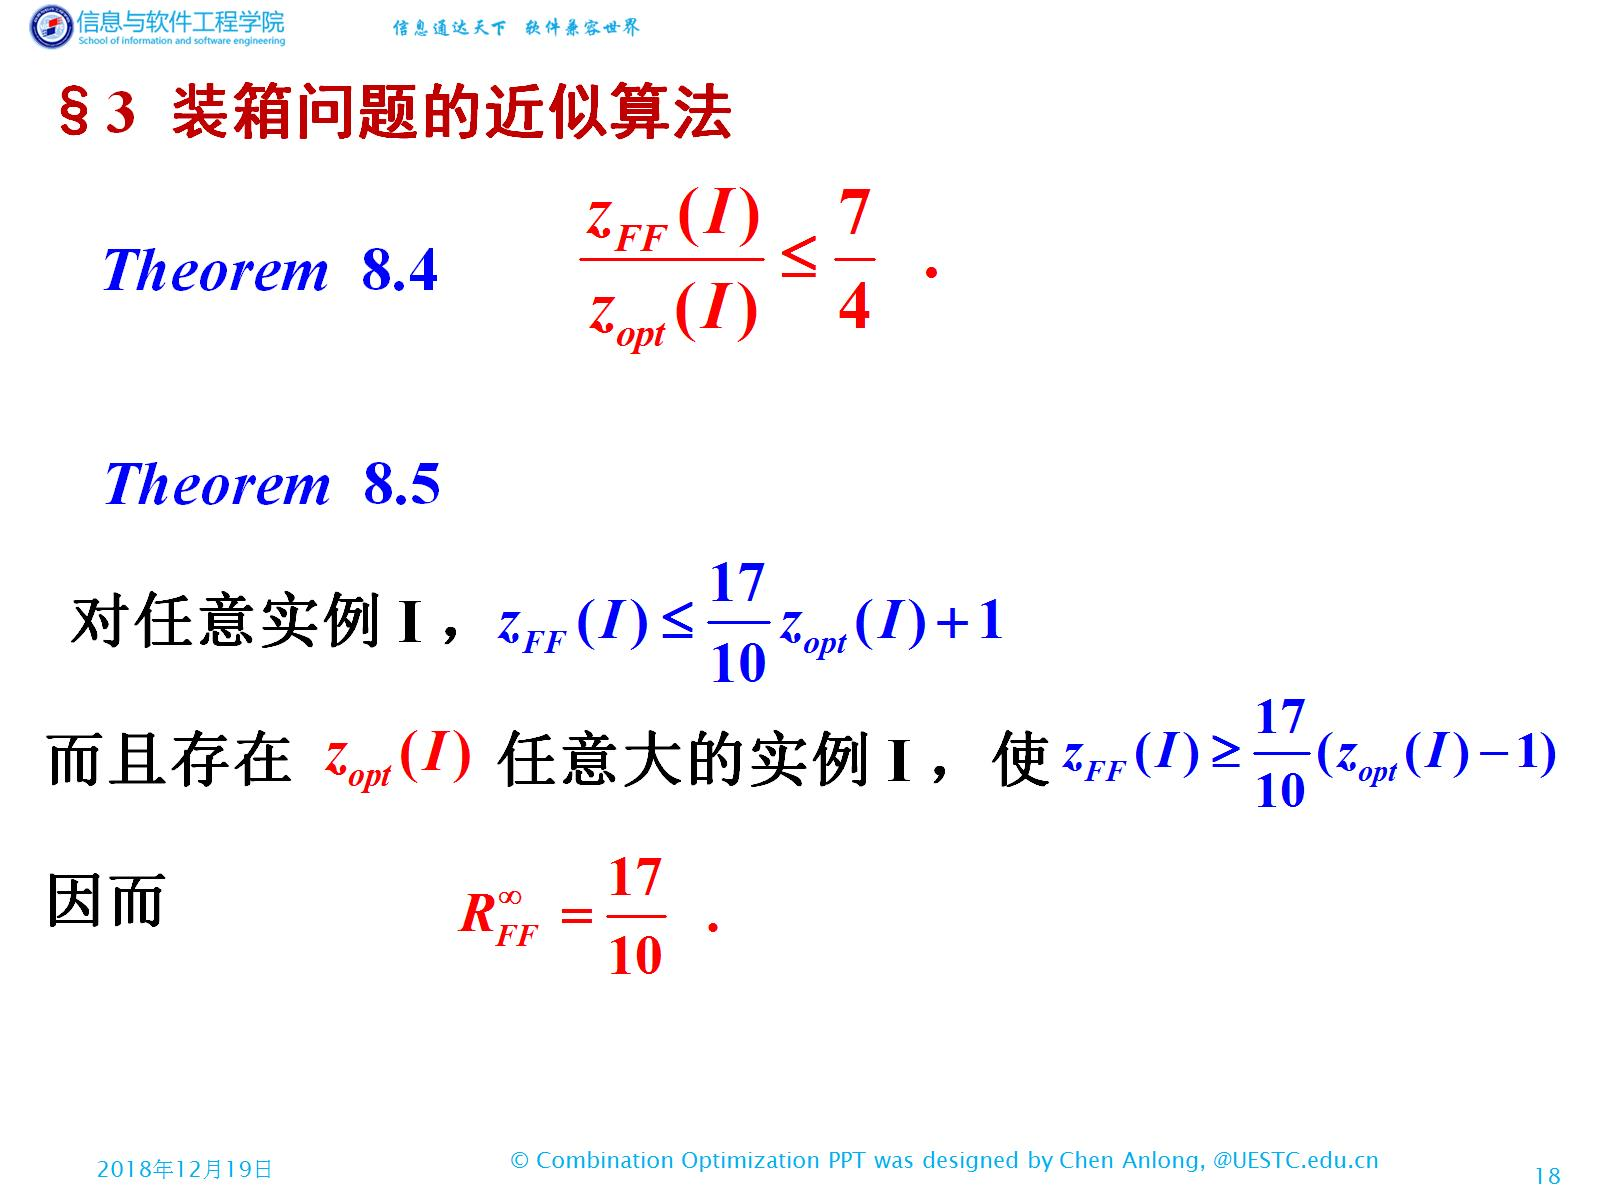 信息与软件工程学院
School of information and software engineering
信息通达天下 软件兼容世界
§3 装箱问题的近似算法
Theorem 8.4 z_FF(I)/z_opt(I) ≤ 7/4 .
Theorem 8.5
对任意实例 I， z_FF(I) ≤ 17/10 z_opt(I) + 1
而且存在 z_opt(I) 任意大的实例 I， 使 z_FF(I) ≥ 17/10 (z_opt(I) − 1)
因而 R_FF^∞ = 17/10 .
2018年12月19日
© Combination Optimization PPT was designed by Chen Anlong, @UESTC.edu.cn
18